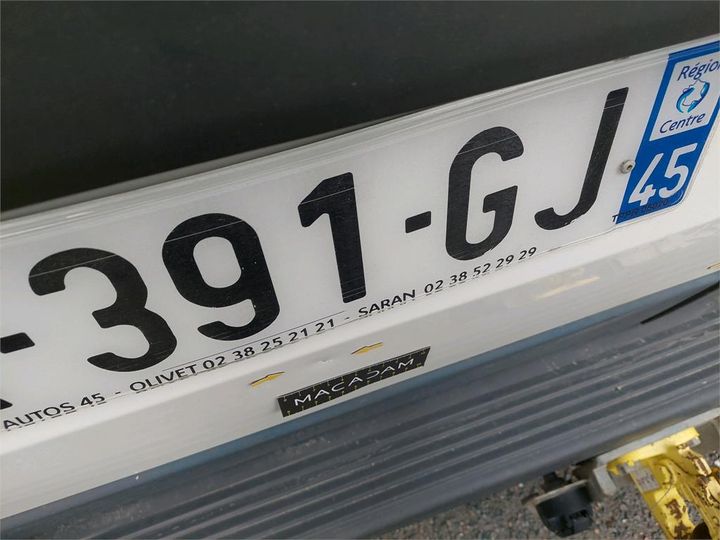 -391-GJ
Région
Centre
45
AUTOS 45 - OLIVET 02 38 25 21 21 - SARAN 02 38 52 29 29
MACADAM